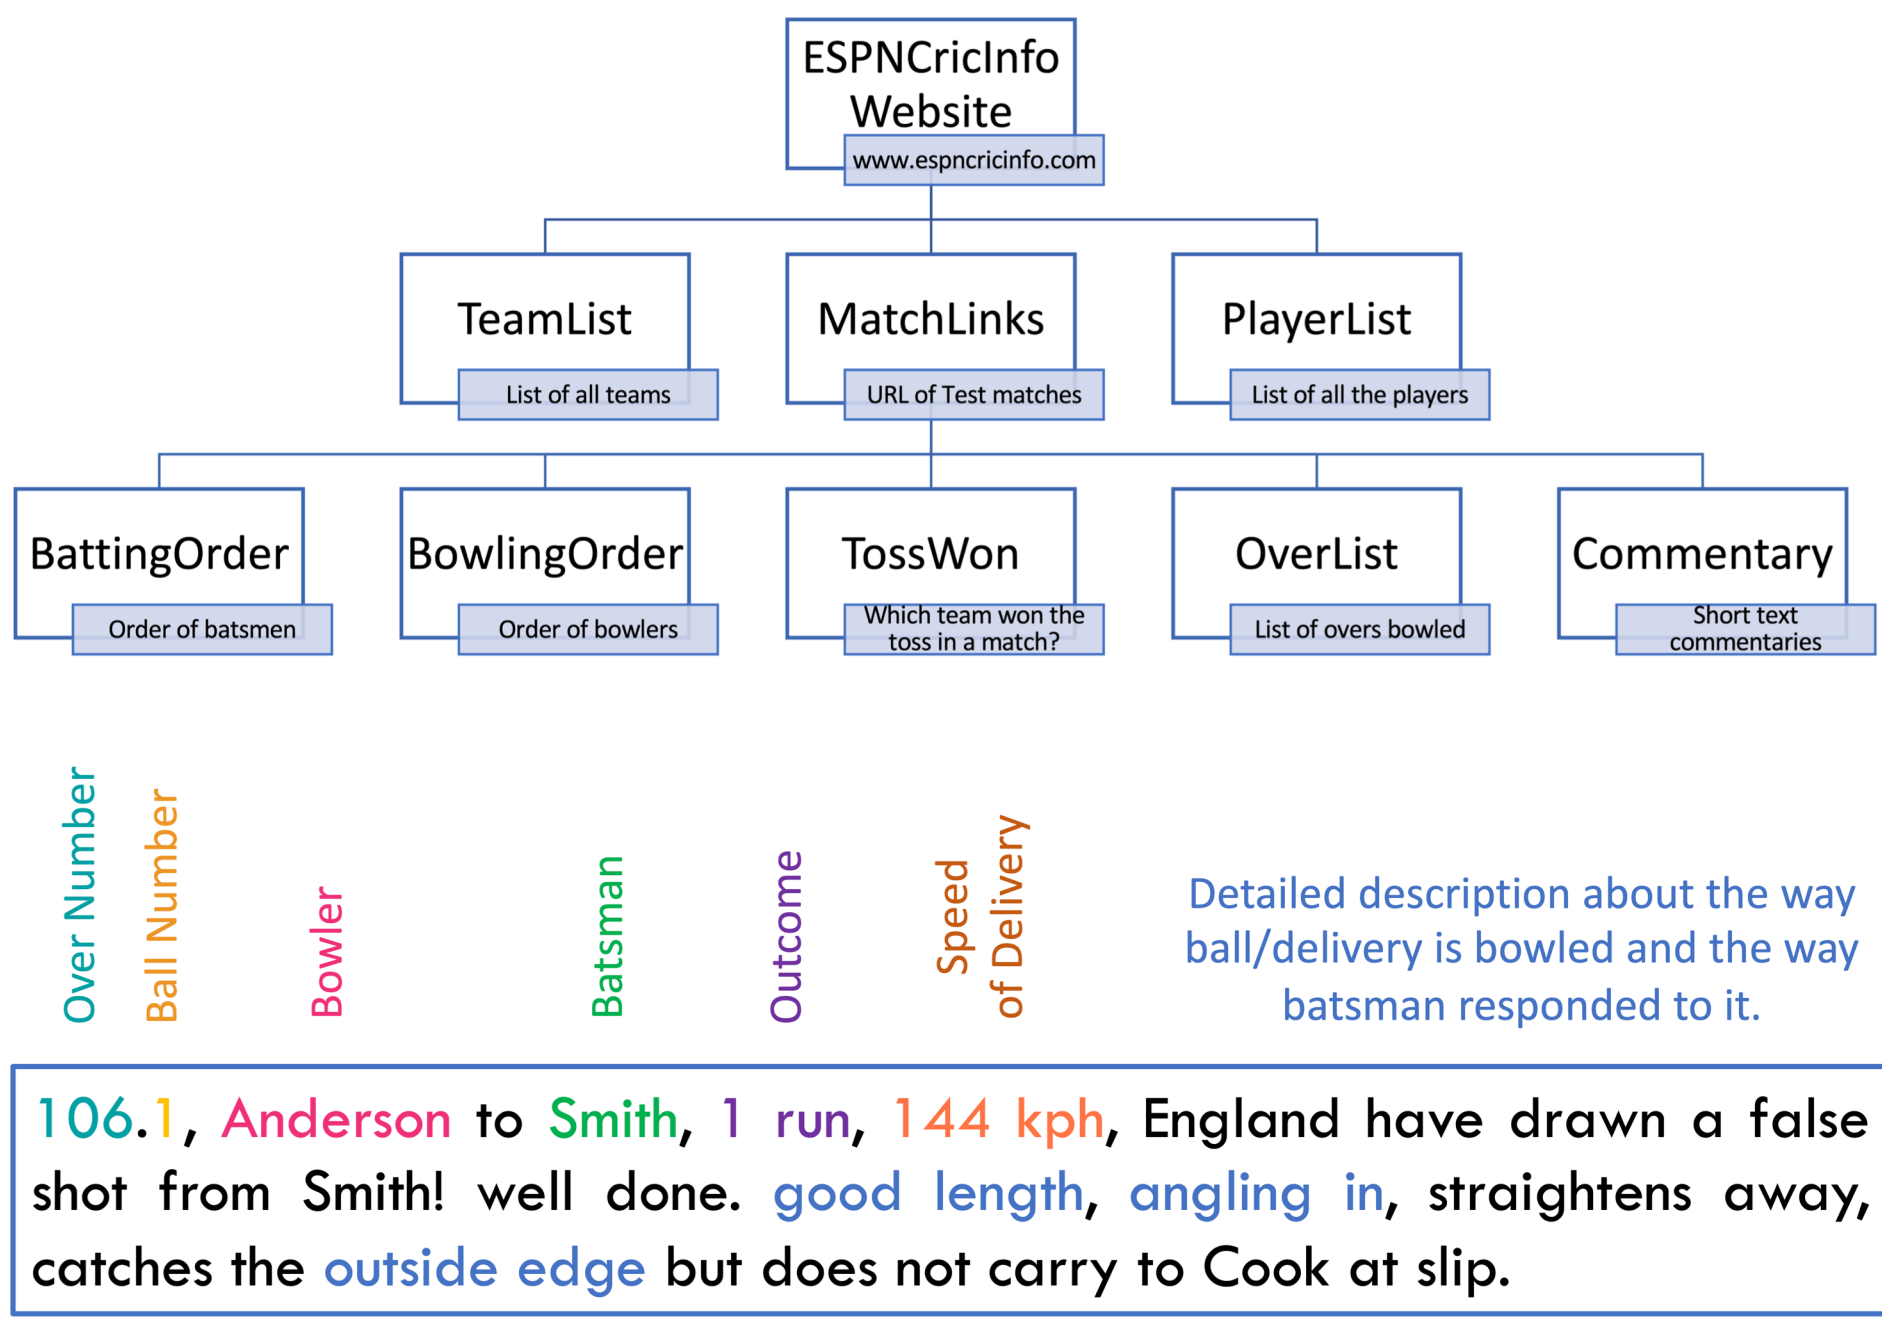 ESPNCricInfo
Website
www.espncricinfo.com
TeamList
List of all teams
MatchLinks
URL of Test matches
PlayerList
List of all the players
BattingOrder
Order of batsmen
BowlingOrder
Order of bowlers
TossWon
Which team won the
toss in a match?
OverList
List of overs bowled
Commentary
Short text
commentaries
Over Number
Ball Number
Bowler
Batsman
Outcome
Speed
of Delivery
Detailed description about the way
ball/delivery is bowled and the way
batsman responded to it.
106.1, Anderson to Smith, 1 run, 144 kph, England have drawn a false
shot from Smith! well done. good length, angling in, straightens away,
catches the outside edge but does not carry to Cook at slip.